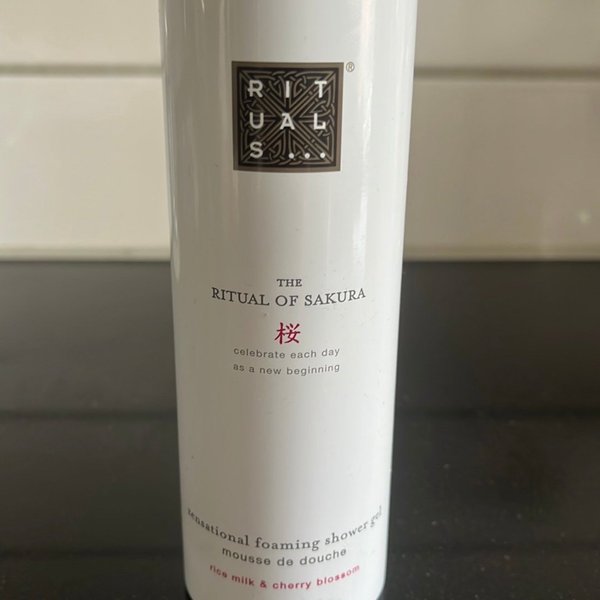 RIT
UAL
S...
®
THE
RITUAL OF SAKURA
桜
celebrate each day
as a new beginning
sensational foaming shower gel
mousse de douche
rice milk & cherry blossom